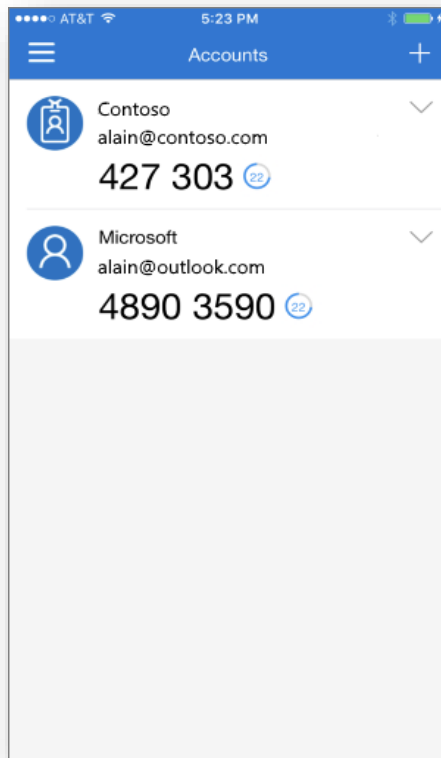 AT&T 5:23 PM
Accounts
Contoso
alain@contoso.com
427 303 22
Microsoft
alain@outlook.com
4890 3590 22